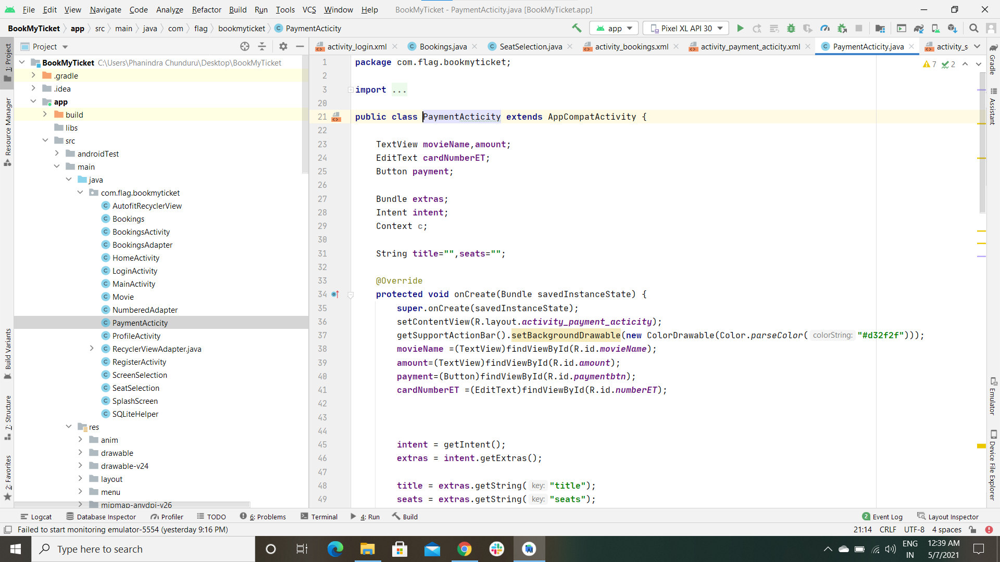 File Edit View Navigate Code Analyze Refactor Build Run Tools VCS Window Help BookMyTicket - PaymentActicity.java [BookMyTicket.app]
BookMyTicket app src main java com flag bookmyticket PaymentActicity app Pixel XL API 30
Project
activity_login.xml Bookings.java SeatSelection.java activity_bookings.xml activity_payment_acticity.xml PaymentActicity.java activity_s
BookMyTicket C:\Users\Phanindra Chunduru\Desktop\BookMyTicket
.gradle
.idea
app
build
libs
src
androidTest
main
java
com.flag.bookmyticket
AutofitRecyclerView
Bookings
BookingsActivity
BookingsAdapter
HomeActivity
LoginActivity
MainActivity
Movie
NumberedAdapter
PaymentActicity
ProfileActivity
RecyclerViewAdapter.java
RegisterActivity
ScreenSelection
SeatSelection
SplashScreen
SQLiteHelper
res
anim
drawable
drawable-v24
layout
menu
mipmap-anydpi-v26
1: Project
Resource Manager
Build Variants
7: Structure
2: Favorites
7 2
1 package com.flag.bookmyticket;
2
3 import ...
20
21 public class PaymentActicity extends AppCompatActivity {
22
23 TextView movieName,amount;
24 EditText cardNumberET;
25 Button payment;
26
27 Bundle extras;
28 Intent intent;
29 Context c;
30
31 String title="",seats="";
32
33 @Override
34 protected void onCreate(Bundle savedInstanceState) {
35 super.onCreate(savedInstanceState);
36 setContentView(R.layout.activity_payment_acticity);
37 getSupportActionBar().setBackgroundDrawable(new ColorDrawable(Color.parseColor( colorString: "#d32f2f")));
38 movieName =(TextView)findViewById(R.id.movieName);
39 amount=(TextView)findViewById(R.id.amount);
40 payment=(Button)findViewById(R.id.paymentbtn);
41 cardNumberET =(EditText)findViewById(R.id.numberET);
42
43
44
45 intent = getIntent();
46 extras = intent.getExtras();
47
48 title = extras.getString( key: "title");
49 seats = extras.getString( key: "seats");
Gradle
Assistant
Emulator
Device File Explorer
Logcat Database Inspector Profiler TODO 6: Problems Terminal 4: Run Build 2 Event Log Layout Inspector
Failed to start monitoring emulator-5554 (yesterday 9:16 PM) 21:14 CRLF UTF-8 4 spaces
Type here to search
ENG
IN
12:39 AM
5/7/2021